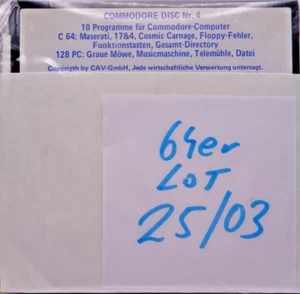 COMMODORE DISC Nr. 4
10 Programme für Commodore-Computer
C 64: Maserati, 17&4, Cosmic Carnage, Floppy-Fehler,
Funktionstasten, Gesamt-Directory
128 PC: Graue Möwe, Musicmaschine, Telemühle, Datei
Copyrigth by CAV-GmbH, Jede wirtschaftliche Verwertung untersagt.
64er
LOT
25/03